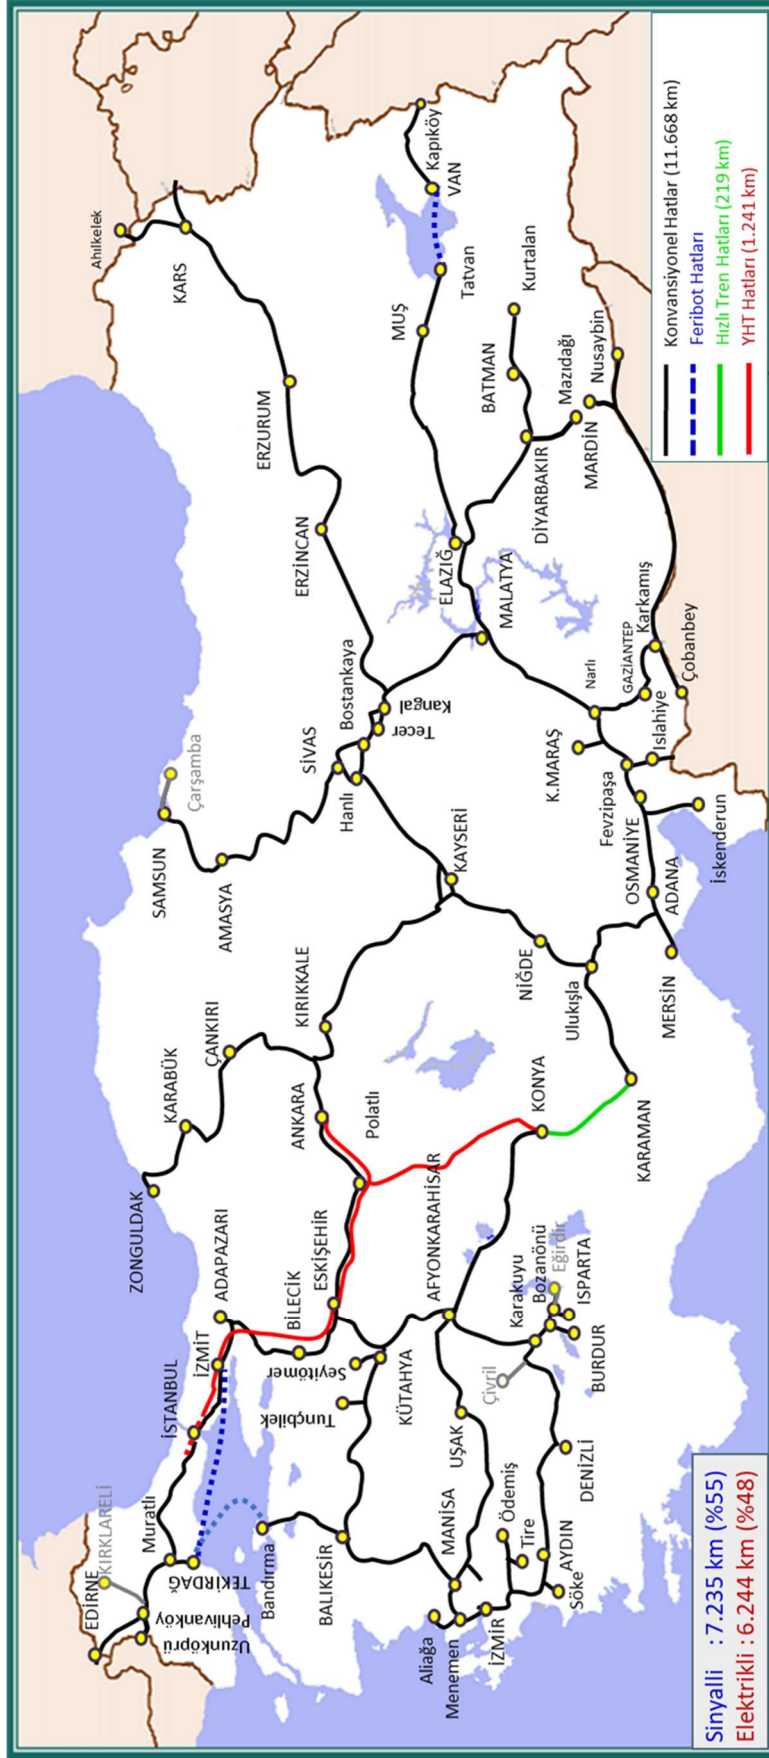 EDİRNE
KIRKLARELİ
Uzunköprü
Pehlivanköy
Muratlı
TEKİRDAĞ
İSTANBUL
İZMİT
ADAPAZARI
ZONGULDAK
KARABÜK
ÇANKIRI
SAMSUN
Çarşamba
AMASYA
SİVAS
Hanlı
Bostankaya
Tecer
Kangal
ERZİNCAN
ERZURUM
KARS
Ahılkelek
Bandırma
BALIKESİR
Tunçbilek
Seyitömer
BİLECİK
ESKİŞEHİR
KÜTAHYA
ANKARA
Polatlı
KIRIKKALE
KAYSERİ
Aliağa
Menemen
MANİSA
İZMİR
UŞAK
AFYONKARAHİSAR
Ödemiş
Tire
AYDIN
Söke
DENİZLİ
Çivril
Karakuyu
Bozanönü
Eğirdir
ISPARTA
BURDUR
KONYA
KARAMAN
NİĞDE
Ulukışla
MERSİN
ADANA
OSMANİYE
İskenderun
Fevzipaşa
Islahiye
K.MARAŞ
Narlı
GAZİANTEP
Karkamış
Çobanbey
MALATYA
ELAZIĞ
DİYARBAKIR
MUŞ
Tatvan
VAN
Kapıköy
BATMAN
Kurtalan
Mazıdağı
MARDİN
Nusaybin
Sinyalli : 7.235 km (%55)
Elektrikli : 6.244 km (%48)
Konvansiyonel Hatlar (11.668 km)
Feribot Hatları
Hızlı Tren Hatları (219 km)
YHT Hatları (1.241 km)